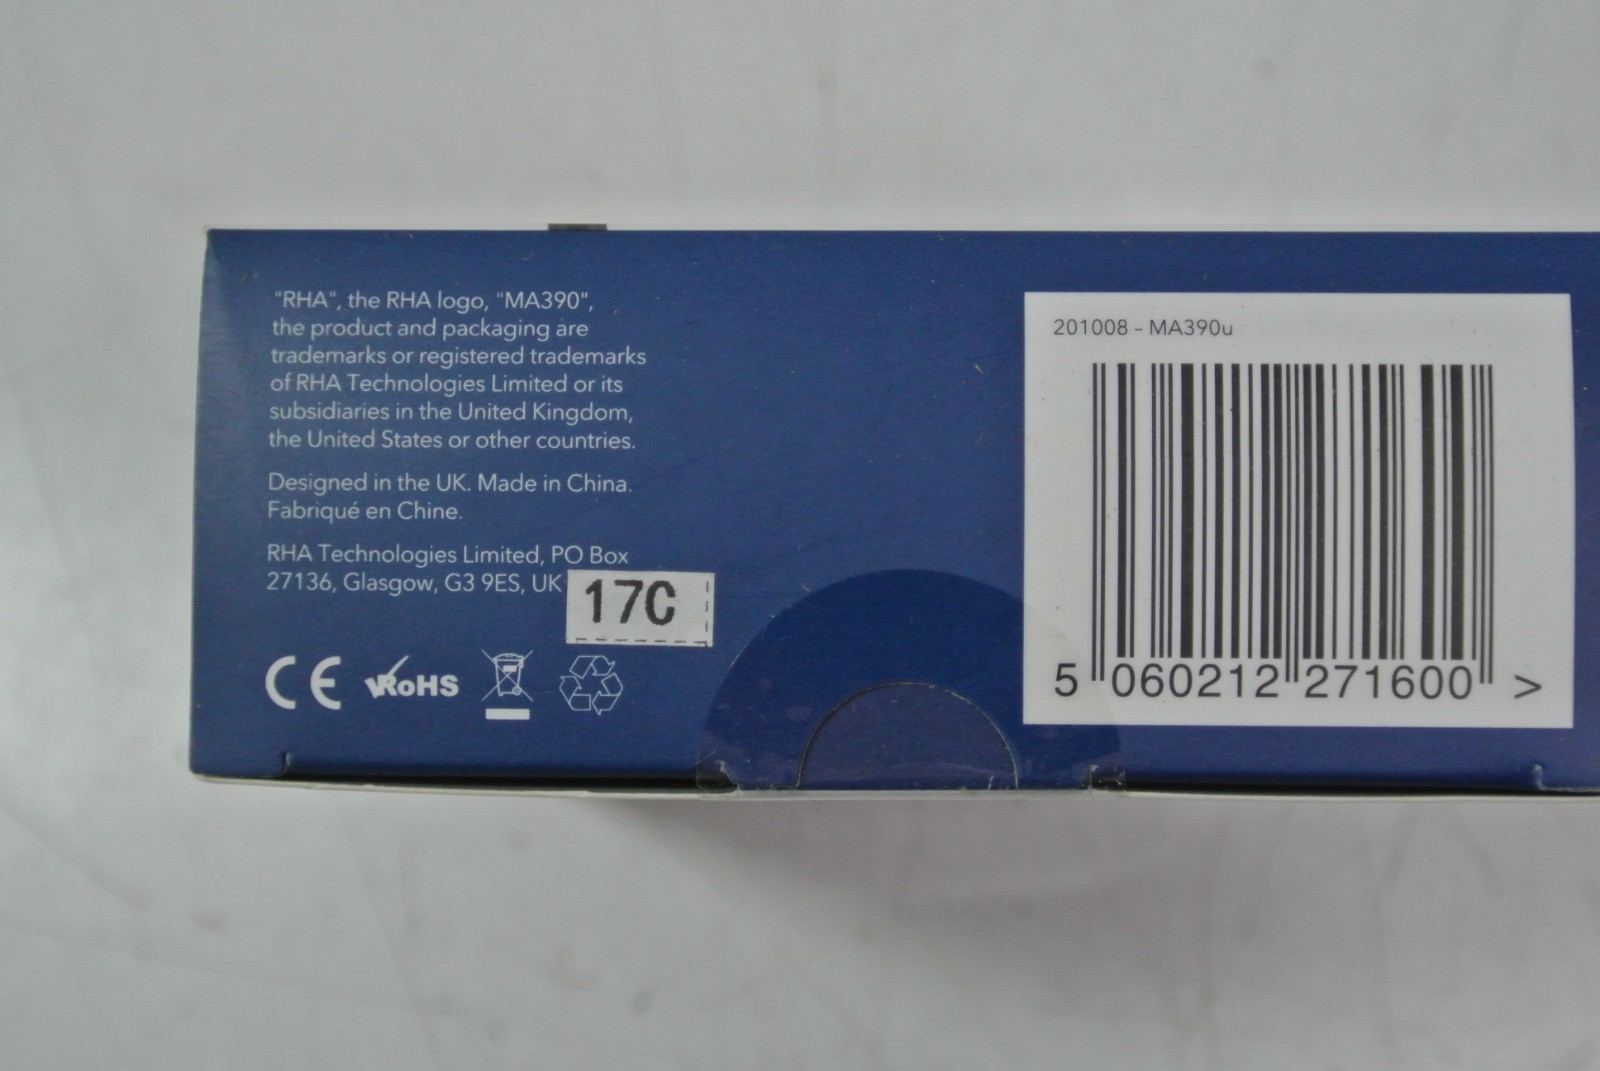 "RHA", the RHA logo, "MA390",
the product and packaging are
trademarks or registered trademarks
of RHA Technologies Limited or its
subsidiaries in the United Kingdom,
the United States or other countries.
Designed in the UK. Made in China.
Fabriqué en Chine.
RHA Technologies Limited, PO Box
27136, Glasgow, G3 9ES, UK
17C
CE RoHS
201008 - MA390u
5 060212 271600 >